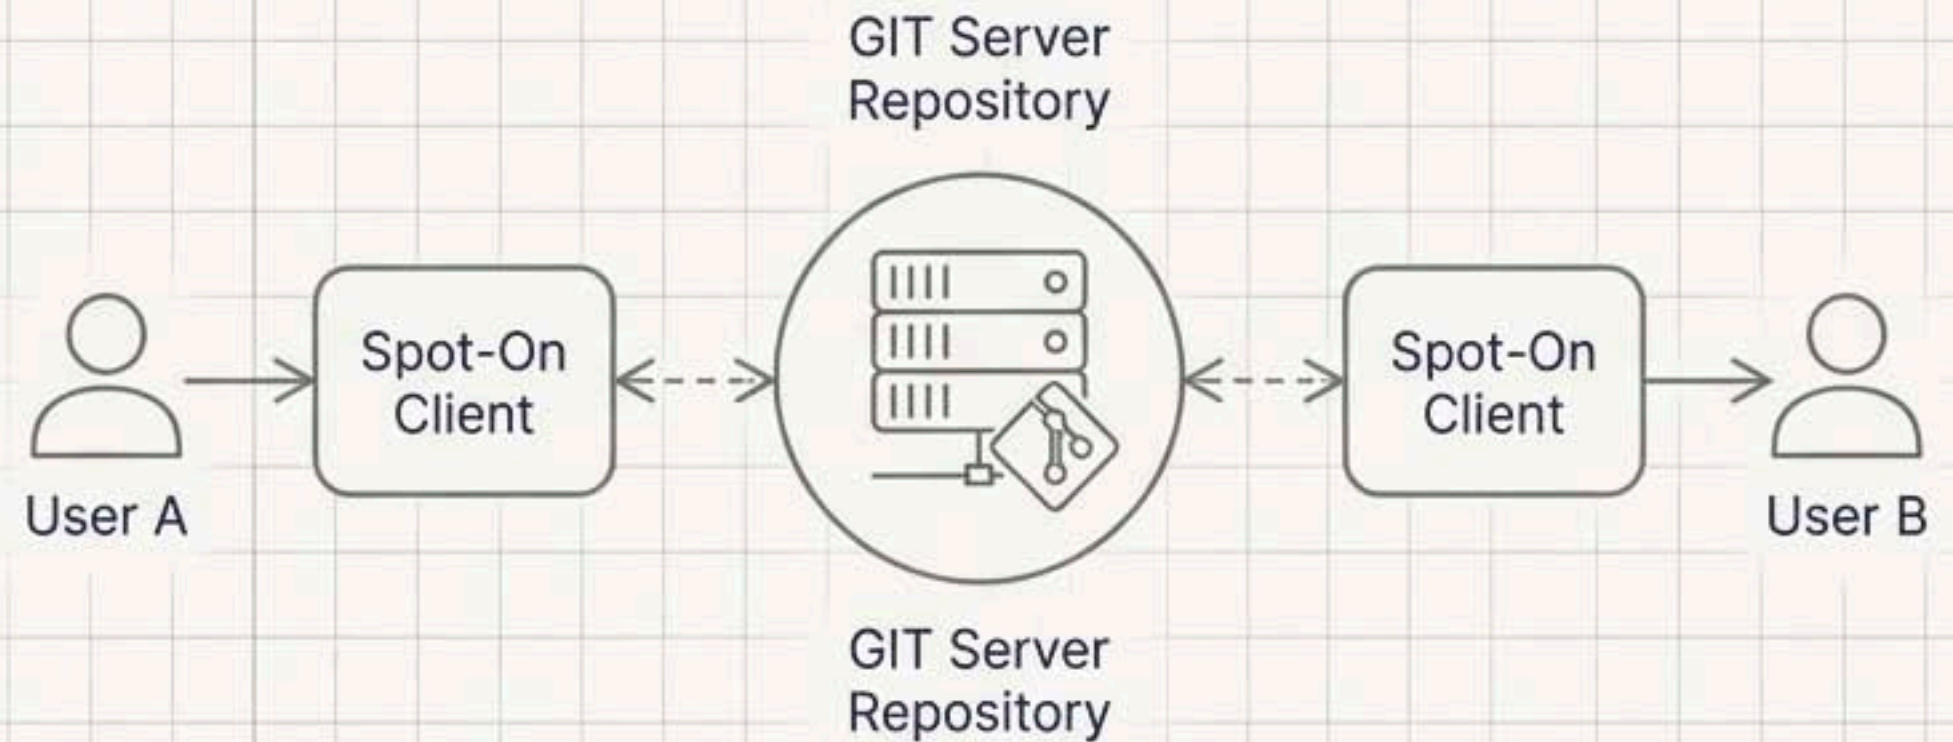 GIT Server
Repository
User A
Spot-On
Client
Spot-On
Client
User B
GIT Server
Repository